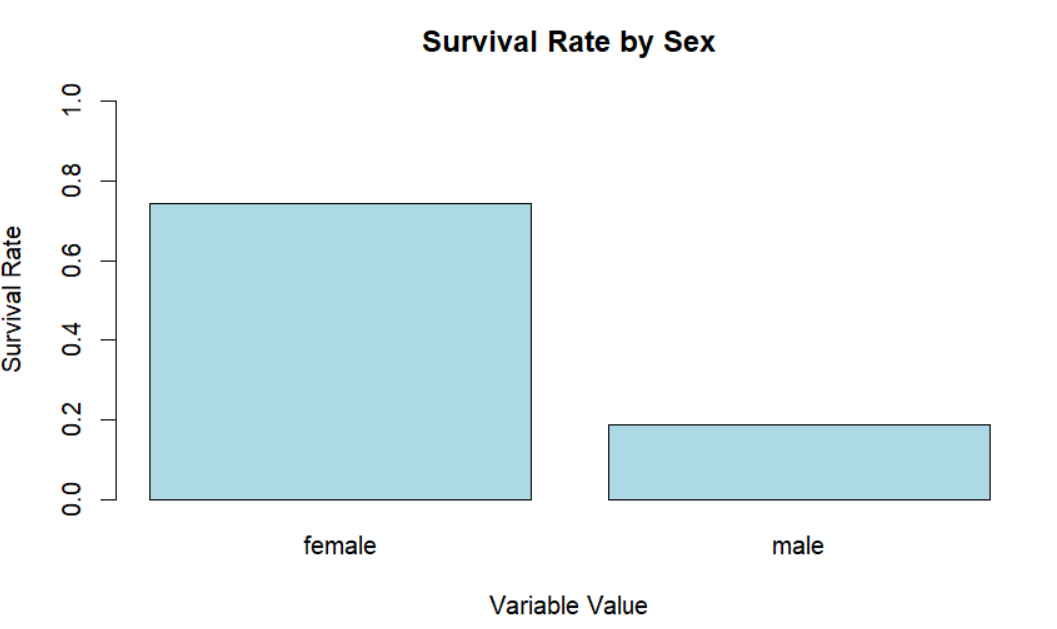 Survival Rate by Sex
Survival Rate
1.0
0.8
0.6
0.4
0.2
0.0
female
male
Variable Value